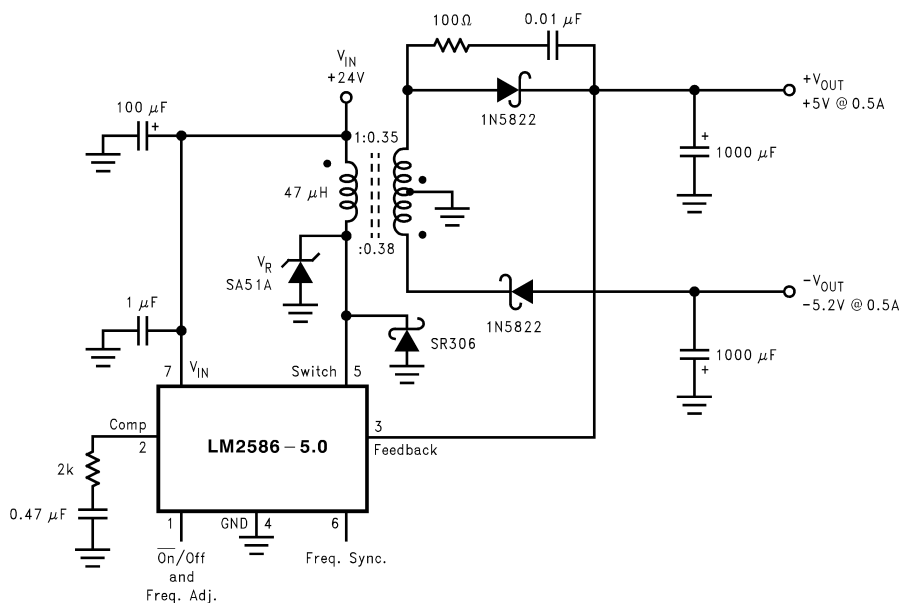 100Ω
0.01 μF
V_IN
+24V
+V_OUT
+5V @ 0.5A
100 μF
+
1:0.35
1N5822
+
1000 μF
47 μH
:0.38
V_R
SA51A
−V_OUT
−5.2V @ 0.5A
1 μF
1N5822
SR306
1000 μF
+
7
V_IN
Switch
5
Comp
2
LM2586−5.0
3
Feedback
2k
0.47 μF
1
GND
4
6
On/Off
and
Freq. Adj.
Freq. Sync.